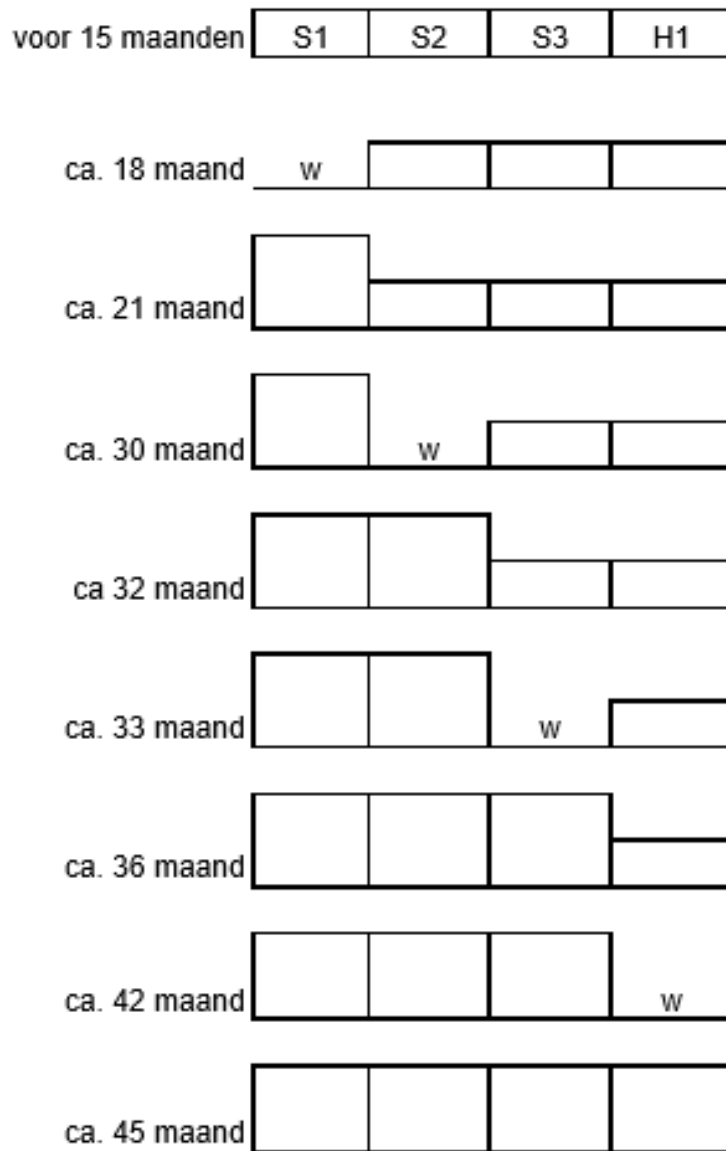 voor 15 maanden S1 S2 S3 H1
ca. 18 maand w
ca. 21 maand
ca. 30 maand w
ca 32 maand
ca. 33 maand w
ca. 36 maand
ca. 42 maand w
ca. 45 maand